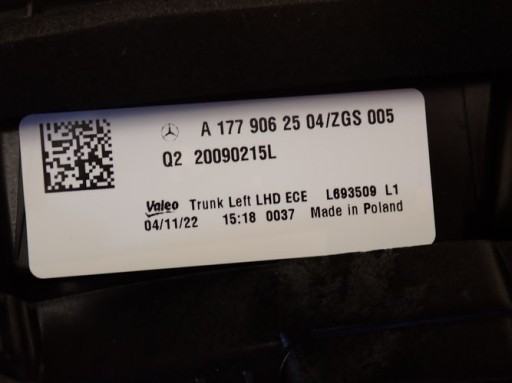 A 177 906 25 04/ZGS 005
Q2 20090215L
Valeo Trunk Left LHD ECE L693509 L1
04/11/22 15:18 0037 Made in Poland